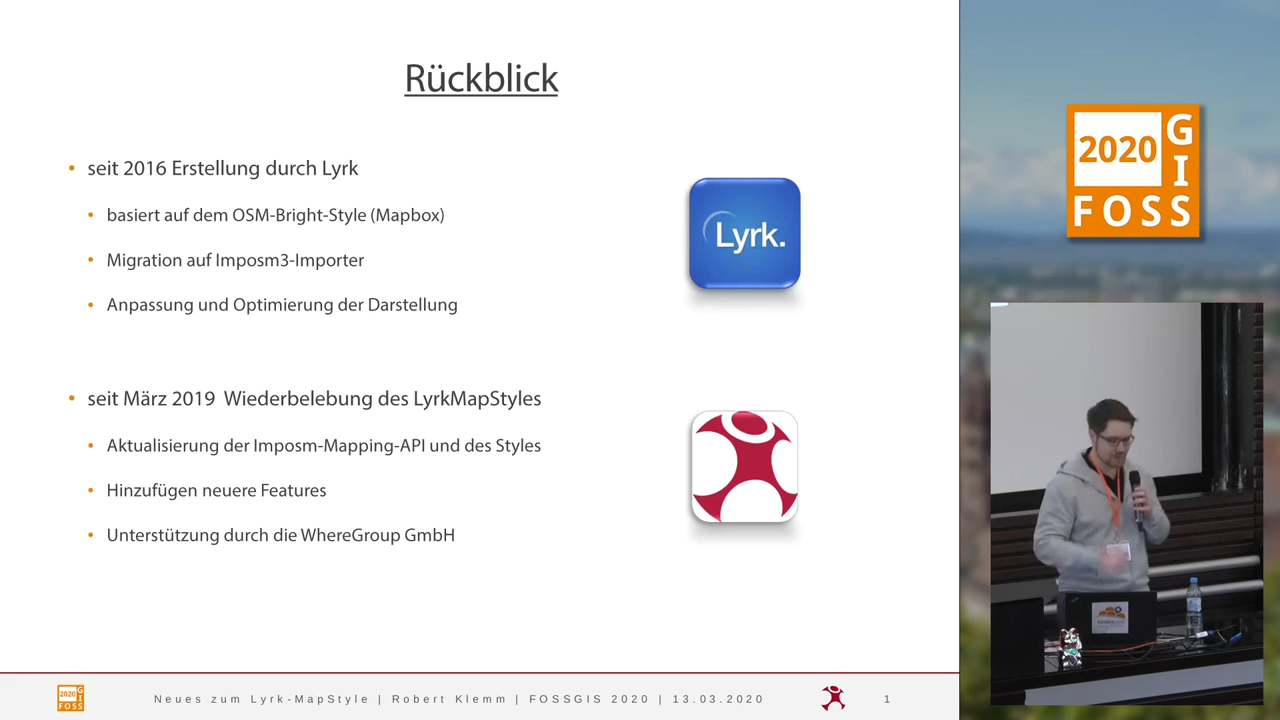 Rückblick
seit 2016 Erstellung durch Lyrk
basiert auf dem OSM-Bright-Style (Mapbox)
Migration auf Imposm3-Importer
Anpassung und Optimierung der Darstellung
Lyrk.
seit März 2019 Wiederbelebung des LyrkMapStyles
Aktualisierung der Imposm-Mapping-API und des Styles
Hinzufügen neuere Features
Unterstützung durch die WhereGroup GmbH
2020 GI
FOSS
Neues zum Lyrk-MapStyle | Robert Klemm | FOSSGIS 2020 | 13.03.2020
1
2020 GI
FOSS